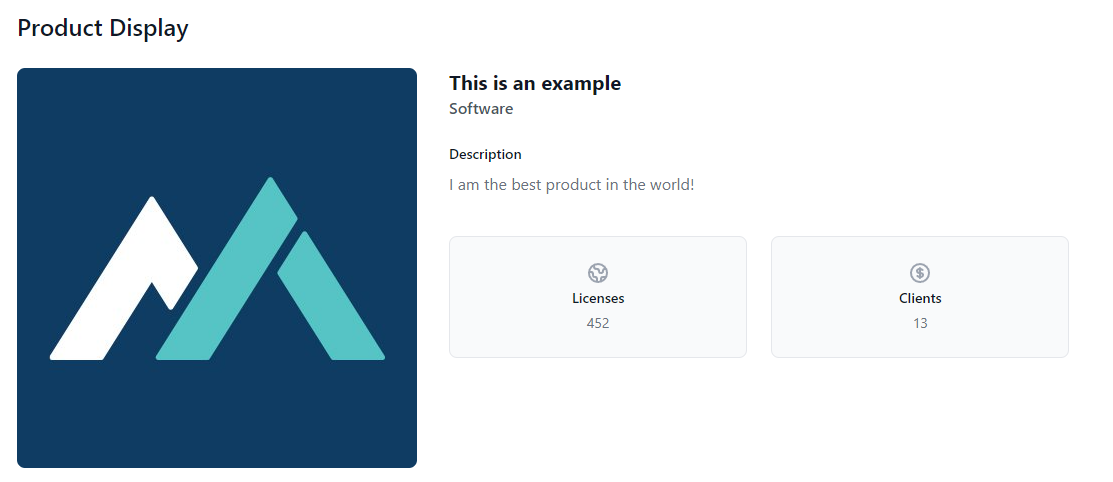 Product Display
This is an example
Software
Description
I am the best product in the world!
Licenses
452
Clients
13